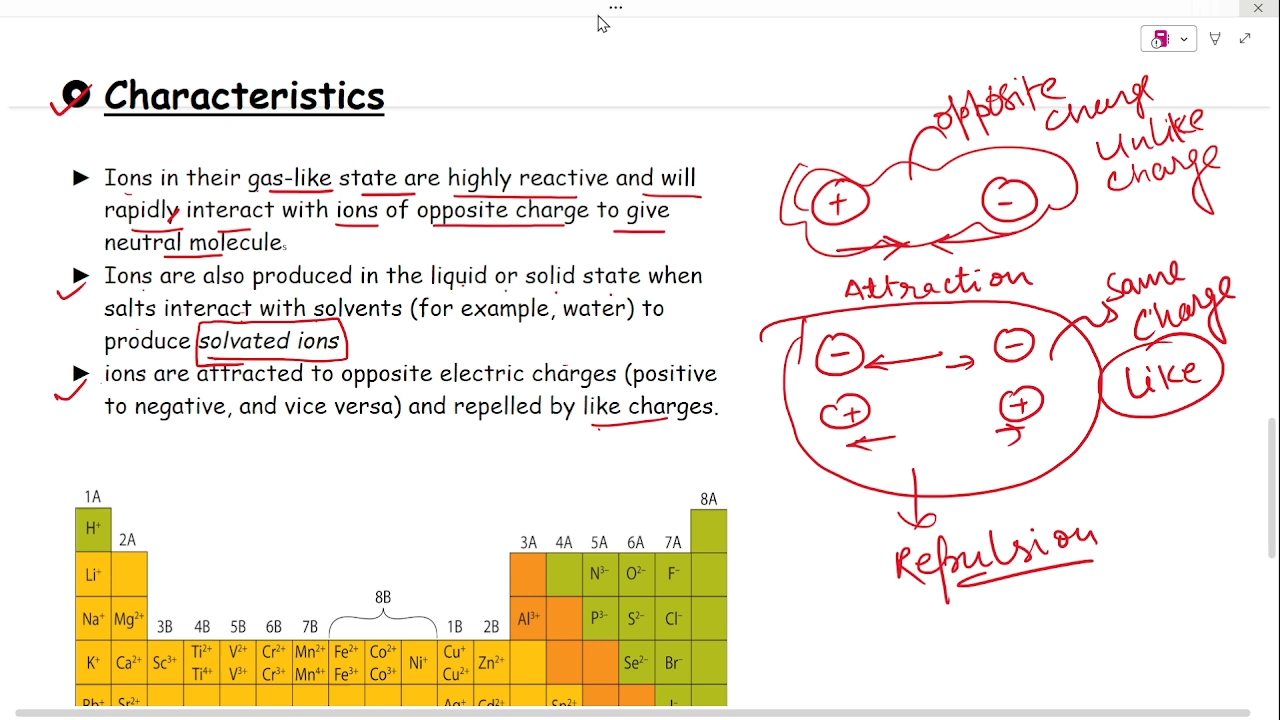 Characteristics
Ions in their gas-like state are highly reactive and will
rapidly interact with ions of opposite charge to give
neutral molecules
Ions are also produced in the liquid or solid state when
salts interact with solvents (for example, water) to
produce solvated ions
ions are attracted to opposite electric charges (positive
to negative, and vice versa) and repelled by like charges.
opposite
charge
Unlike
charge
+ −
Attraction
Same
Charge
Like
− −
+ +
Repulsion
1A 8A
H⁺ 2A 3A 4A 5A 6A 7A
Li⁺ N³⁻ O²⁻ F⁻
8B
Na⁺ Mg²⁺ 3B 4B 5B 6B 7B 1B 2B Al³⁺ P³⁻ S²⁻ Cl⁻
K⁺ Ca²⁺ Sc³⁺ Ti²⁺ V²⁺ Cr²⁺ Mn²⁺ Fe²⁺ Co²⁺ Ni⁺ Cu⁺ Zn²⁺ Se²⁻ Br⁻
Ti⁴⁺ V³⁺ Cr³⁺ Mn⁴⁺ Fe³⁺ Co³⁺ Cu²⁺
Rb⁺ Sr²⁺ Ag⁺ Cd²⁺ Sn²⁺ I⁻